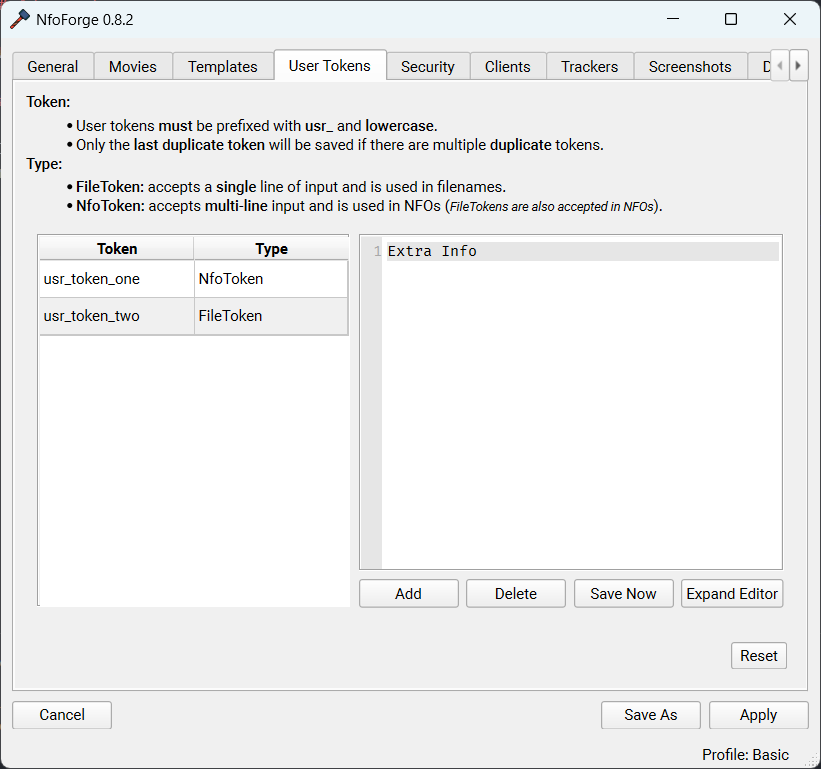 NfoForge 0.8.2
General Movies Templates User Tokens Security Clients Trackers Screenshots D
Token:
• User tokens must be prefixed with usr_ and lowercase.
• Only the last duplicate token will be saved if there are multiple duplicate tokens.
Type:
• FileToken: accepts a single line of input and is used in filenames.
• NfoToken: accepts multi-line input and is used in NFOs (FileTokens are also accepted in NFOs).
Token Type
usr_token_one NfoToken
usr_token_two FileToken
1 Extra Info
Add Delete Save Now Expand Editor
Reset
Cancel Save As Apply
Profile: Basic